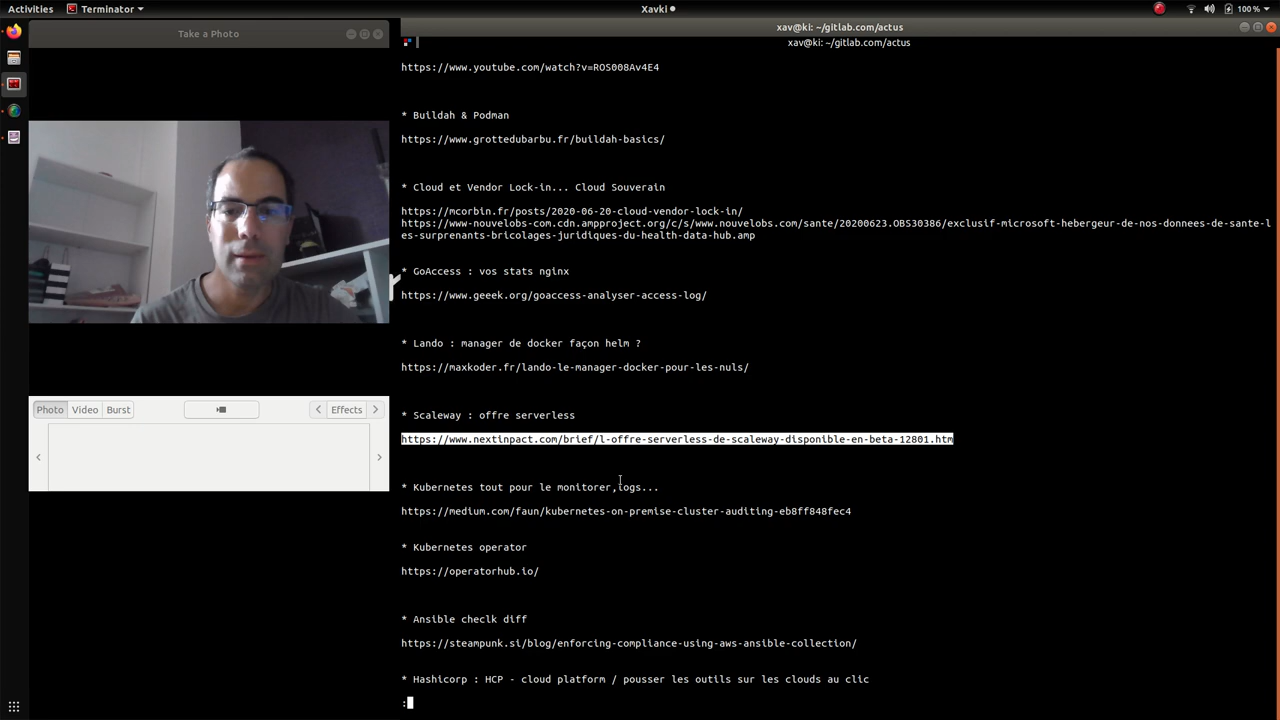 Activities
Terminator
Xavki
100 %
Take a Photo
xav@ki: ~/gitlab.com/actus
xav@ki: ~/gitlab.com/actus
https://www.youtube.com/watch?v=ROS008Av4E4
* Buildah & Podman
https://www.grottedubarbu.fr/buildah-basics/
* Cloud et Vendor Lock-in... Cloud Souverain
https://mcorbin.fr/posts/2020-06-20-cloud-vendor-lock-in/
https://www-nouvelobs-com.cdn.ampproject.org/c/s/www.nouvelobs.com/sante/20200623.OBS30386/exclusif-microsoft-hebergeur-de-nos-donnees-de-sante-l
es-surprenants-bricolages-juridiques-du-health-data-hub.amp
* GoAccess : vos stats nginx
https://www.geeek.org/goaccess-analyser-access-log/
* Lando : manager de docker façon helm ?
https://maxkoder.fr/lando-le-manager-docker-pour-les-nuls/
* Scaleway : offre serverless
https://www.nextinpact.com/brief/l-offre-serverless-de-scaleway-disponible-en-beta-12801.htm
* Kubernetes tout pour le monitorer,logs...
https://medium.com/faun/kubernetes-on-premise-cluster-auditing-eb8ff848fec4
* Kubernetes operator
https://operatorhub.io/
* Ansible checlk diff
https://steampunk.si/blog/enforcing-compliance-using-aws-ansible-collection/
* Hashicorp : HCP - cloud platform / pousser les outils sur les clouds au clic
:
Photo
Video
Burst
Effects